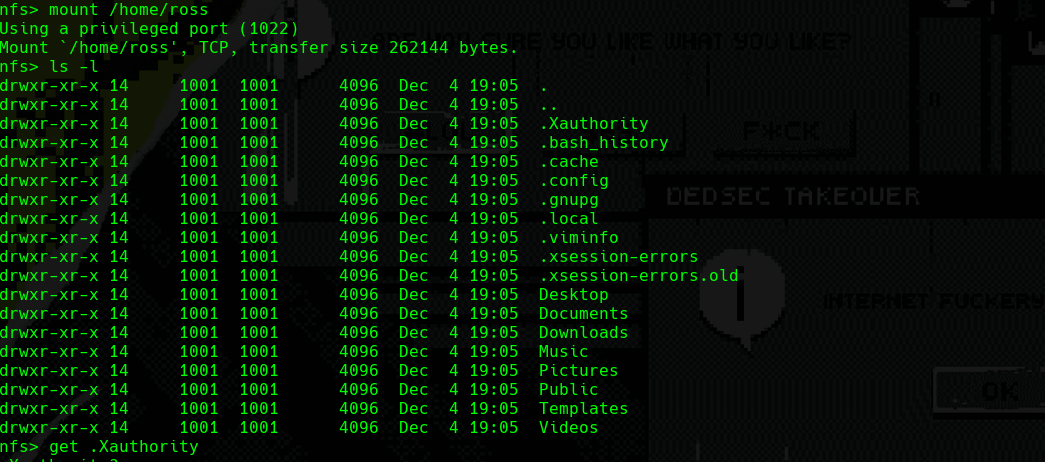 nfs> mount /home/ross
Using a privileged port (1022)
Mount `/home/ross', TCP, transfer size 262144 bytes.
nfs> ls -l
drwxr-xr-x 14 1001 1001 4096 Dec 4 19:05 .
drwxr-xr-x 14 1001 1001 4096 Dec 4 19:05 ..
drwxr-xr-x 14 1001 1001 4096 Dec 4 19:05 .Xauthority
drwxr-xr-x 14 1001 1001 4096 Dec 4 19:05 .bash_history
drwxr-xr-x 14 1001 1001 4096 Dec 4 19:05 .cache
drwxr-xr-x 14 1001 1001 4096 Dec 4 19:05 .config
drwxr-xr-x 14 1001 1001 4096 Dec 4 19:05 .gnupg
drwxr-xr-x 14 1001 1001 4096 Dec 4 19:05 .local
drwxr-xr-x 14 1001 1001 4096 Dec 4 19:05 .viminfo
drwxr-xr-x 14 1001 1001 4096 Dec 4 19:05 .xsession-errors
drwxr-xr-x 14 1001 1001 4096 Dec 4 19:05 .xsession-errors.old
drwxr-xr-x 14 1001 1001 4096 Dec 4 19:05 Desktop
drwxr-xr-x 14 1001 1001 4096 Dec 4 19:05 Documents
drwxr-xr-x 14 1001 1001 4096 Dec 4 19:05 Downloads
drwxr-xr-x 14 1001 1001 4096 Dec 4 19:05 Music
drwxr-xr-x 14 1001 1001 4096 Dec 4 19:05 Pictures
drwxr-xr-x 14 1001 1001 4096 Dec 4 19:05 Public
drwxr-xr-x 14 1001 1001 4096 Dec 4 19:05 Templates
drwxr-xr-x 14 1001 1001 4096 Dec 4 19:05 Videos
nfs> get .Xauthority
YOU LIKE WHAT YOU LIKE?
F*CK
DEDSEC TAKEOVER
INTERNET FUCKERY
OK